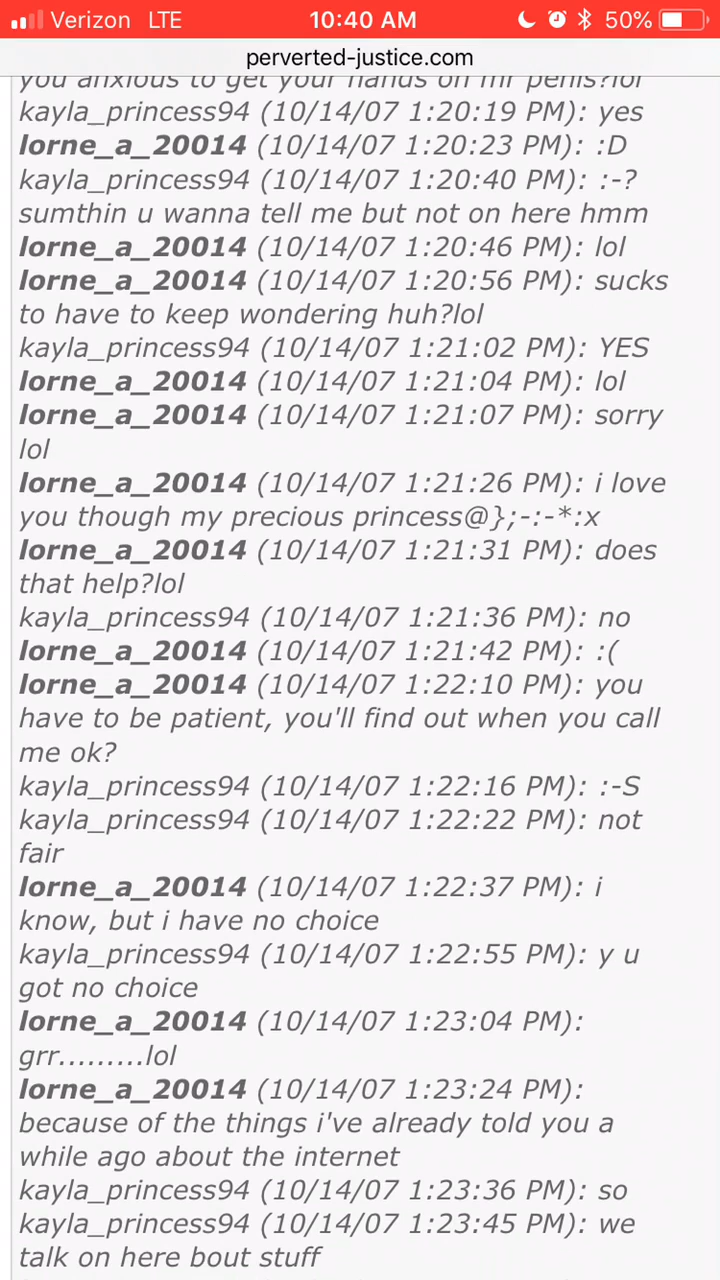 Verizon LTE 10:40 AM 50%
perverted-justice.com
you anxious to get your hands on mr penis?lol
kayla_princess94 (10/14/07 1:20:19 PM): yes
lorne_a_20014 (10/14/07 1:20:23 PM): :D
kayla_princess94 (10/14/07 1:20:40 PM): :-?
sumthin u wanna tell me but not on here hmm
lorne_a_20014 (10/14/07 1:20:46 PM): lol
lorne_a_20014 (10/14/07 1:20:56 PM): sucks
to have to keep wondering huh?lol
kayla_princess94 (10/14/07 1:21:02 PM): YES
lorne_a_20014 (10/14/07 1:21:04 PM): lol
lorne_a_20014 (10/14/07 1:21:07 PM): sorry
lol
lorne_a_20014 (10/14/07 1:21:26 PM): i love
you though my precious princess@};-:-*:x
lorne_a_20014 (10/14/07 1:21:31 PM): does
that help?lol
kayla_princess94 (10/14/07 1:21:36 PM): no
lorne_a_20014 (10/14/07 1:21:42 PM): :(
lorne_a_20014 (10/14/07 1:22:10 PM): you
have to be patient, you'll find out when you call
me ok?
kayla_princess94 (10/14/07 1:22:16 PM): :-S
kayla_princess94 (10/14/07 1:22:22 PM): not
fair
lorne_a_20014 (10/14/07 1:22:37 PM): i
know, but i have no choice
kayla_princess94 (10/14/07 1:22:55 PM): y u
got no choice
lorne_a_20014 (10/14/07 1:23:04 PM):
grr.........lol
lorne_a_20014 (10/14/07 1:23:24 PM):
because of the things i've already told you a
while ago about the internet
kayla_princess94 (10/14/07 1:23:36 PM): so
kayla_princess94 (10/14/07 1:23:45 PM): we
talk on here bout stuff